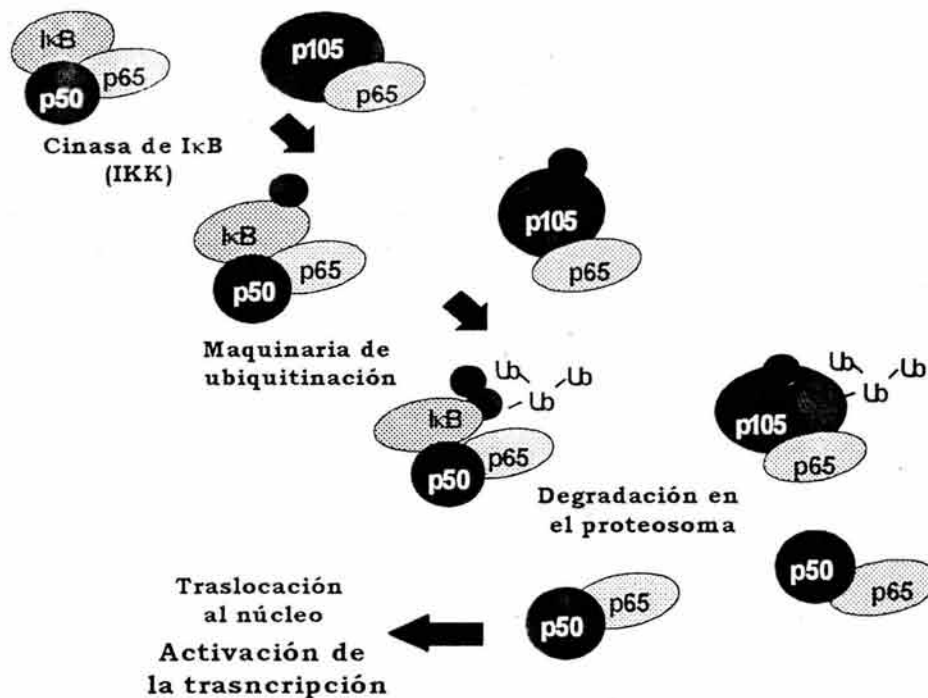 IκB
p50
p65
p105
p65
Cinasa de IκB
(IKK)
IκB
p50
p65
p105
p65
Maquinaria de
ubiquitinación
Ub
Ub
Ub
IκB
p50
p65
Ub
Ub
Ub
p105
p65
Degradación en
el proteosoma
p50
p65
p50
p65
Traslocación
al núcleo
Activación de
la trasncripción